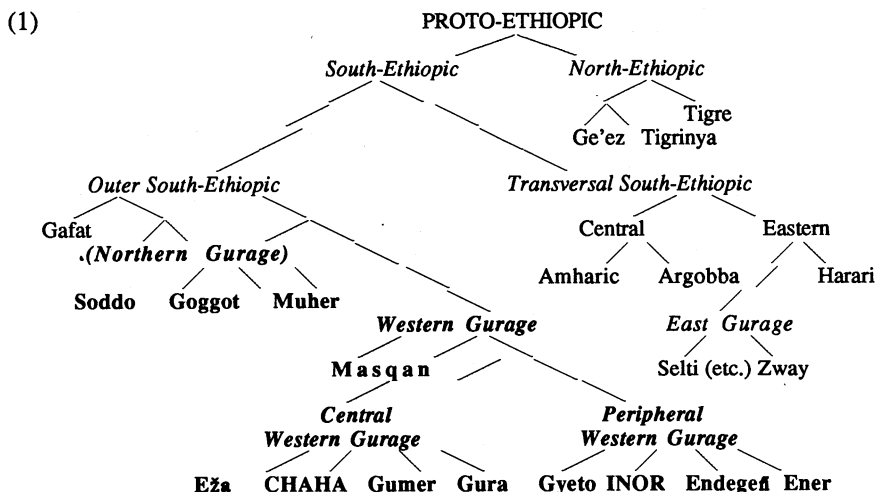 (1)
PROTO-ETHIOPIC
South-Ethiopic North-Ethiopic
Tigre
Ge'ez Tigrinya
Outer South-Ethiopic Transversal South-Ethiopic
Gafat Central Eastern
(Northern Gurage)
Amharic Argobba Harari
Soddo Goggot Muher
Western Gurage East Gurage
Masqan Selti (etc.) Zway
Central Peripheral
Western Gurage Western Gurage
Eža CHAHA Gumer Gura Gyeto INOR Endegeñ Ener